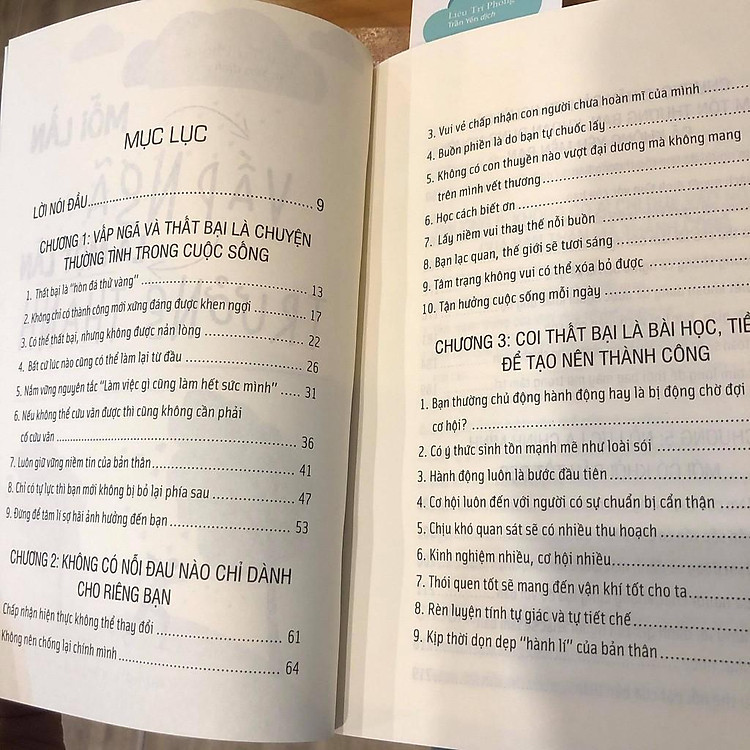 Liêu Trí Phong
Trần Yên dịch
MỤC LỤC
LỜI NÓI ĐẦU........................................ 9
CHƯƠNG 1: VẤP NGÃ VÀ THẤT BẠI LÀ CHUYỆN
THƯỜNG TÌNH TRONG CUỘC SỐNG
1. Thất bại là "hòn đá thử vàng" ........................ 13
2. Không chỉ có thành công mới xứng đáng được khen ngợi .......... 17
3. Có thể thất bại, nhưng không được nản lòng .................. 22
4. Bất cứ lúc nào cũng có thể làm lại từ đầu .................... 26
5. Nắm vững nguyên tắc "Làm việc gì cũng làm hết sức mình" ..... 31
6. Nếu không thể cứu vãn được thì cũng không cần phải
cố cứu vãn ........................................ 36
7. Luôn giữ vững niềm tin của bản thân........................ 41
8. Chỉ có tự lực thì bạn mới không bị bỏ lại phía sau .............. 47
9. Đừng để tâm lí sợ hãi ảnh hưởng đến bạn .................... 53
CHƯƠNG 2: KHÔNG CÓ NỖI ĐAU NÀO CHỈ DÀNH
CHO RIÊNG BẠN
Chấp nhận hiện thực không thể thay đổi ........................ 61
Không nên chống lại chính mình................................ 64
3. Vui vẻ chấp nhận con người chưa hoàn mĩ của mình ............
4. Buồn phiền là do bạn tự chuốc lấy ........................
5. Không có con thuyền nào vượt đại dương mà không mang
trên mình vết thương ..............................
6. Học cách biết ơn ..............................
7. Lấy niềm vui thay thế nỗi buồn ........................
8. Bạn lạc quan, thế giới sẽ tươi sáng ......................
9. Tâm trạng không vui có thể xóa bỏ được ..................
10. Tận hưởng cuộc sống mỗi ngày ........................
CHƯƠNG 3: COI THẤT BẠI LÀ BÀI HỌC,
ĐỂ TẠO NÊN THÀNH CÔNG
1. Bạn thường chủ động hành động hay là bị động chờ đợi
cơ hội? ........................................
2. Có ý thức sinh tồn mạnh mẽ như loài sói ....................
3. Hành động luôn là bước đầu tiên ........................
4. Cơ hội luôn đến với người có sự chuẩn bị cẩn thận ............
5. Chịu khó quan sát sẽ có nhiều thu hoạch ....................
6. Kinh nghiệm nhiều, cơ hội nhiều........................
7. Thói quen tốt sẽ mang đến vận khí tốt cho ta................
8. Rèn luyện tính tự giác và tự tiết chế ......................
9. Kịp thời dọn dẹp "hành lí" của bản thân ....................